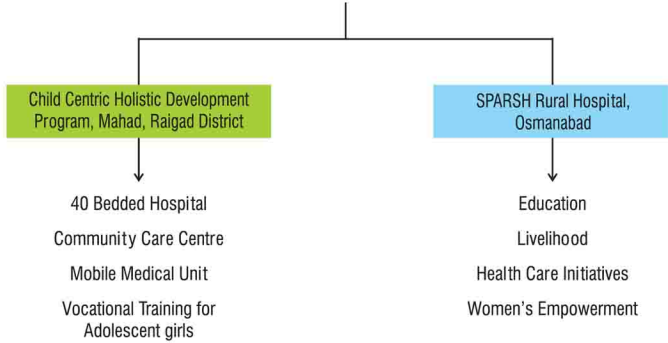 Child Centric Holistic Development
Program, Mahad, Raigad District
40 Bedded Hospital
Community Care Centre
Mobile Medical Unit
Vocational Training for
Adolescent girls
SPARSH Rural Hospital,
Osmanabad
Education
Livelihood
Health Care Initiatives
Women's Empowerment